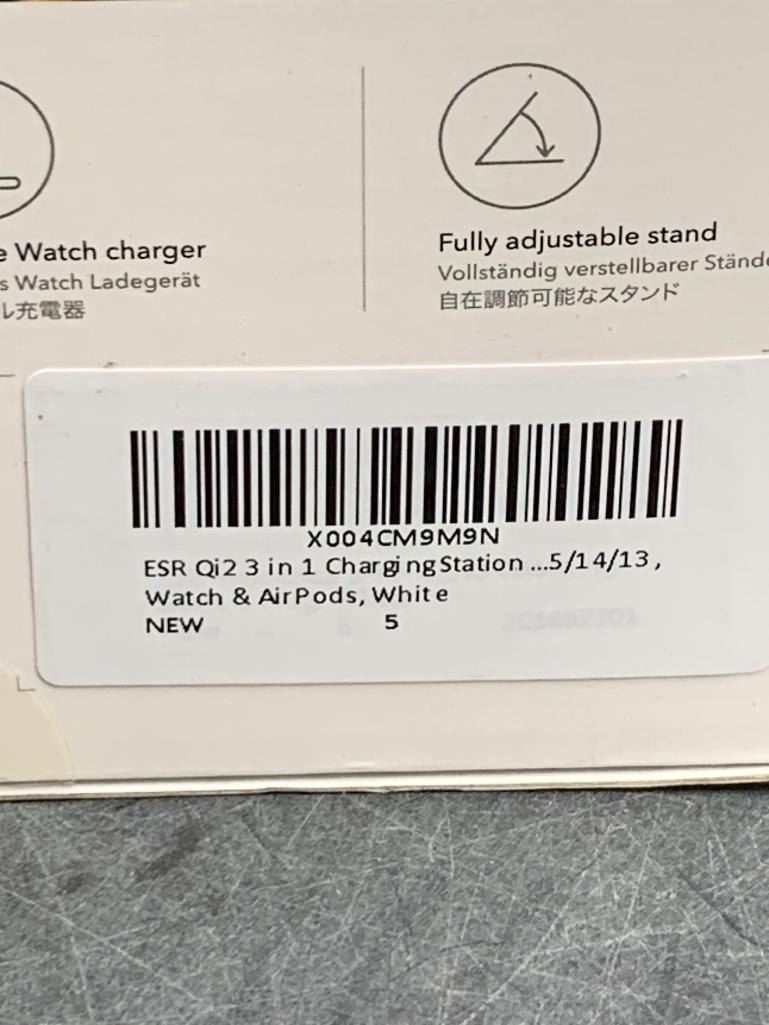 Watch charger
Watch Ladegerät
ル充電器
Fully adjustable stand
Vollständig verstellbarer
自在調節可能なスタンド
X004CM9M9N
ESR Qi2 3 in 1 Charging Station ...5/14/13,
Watch & AirPods, White
NEW 5